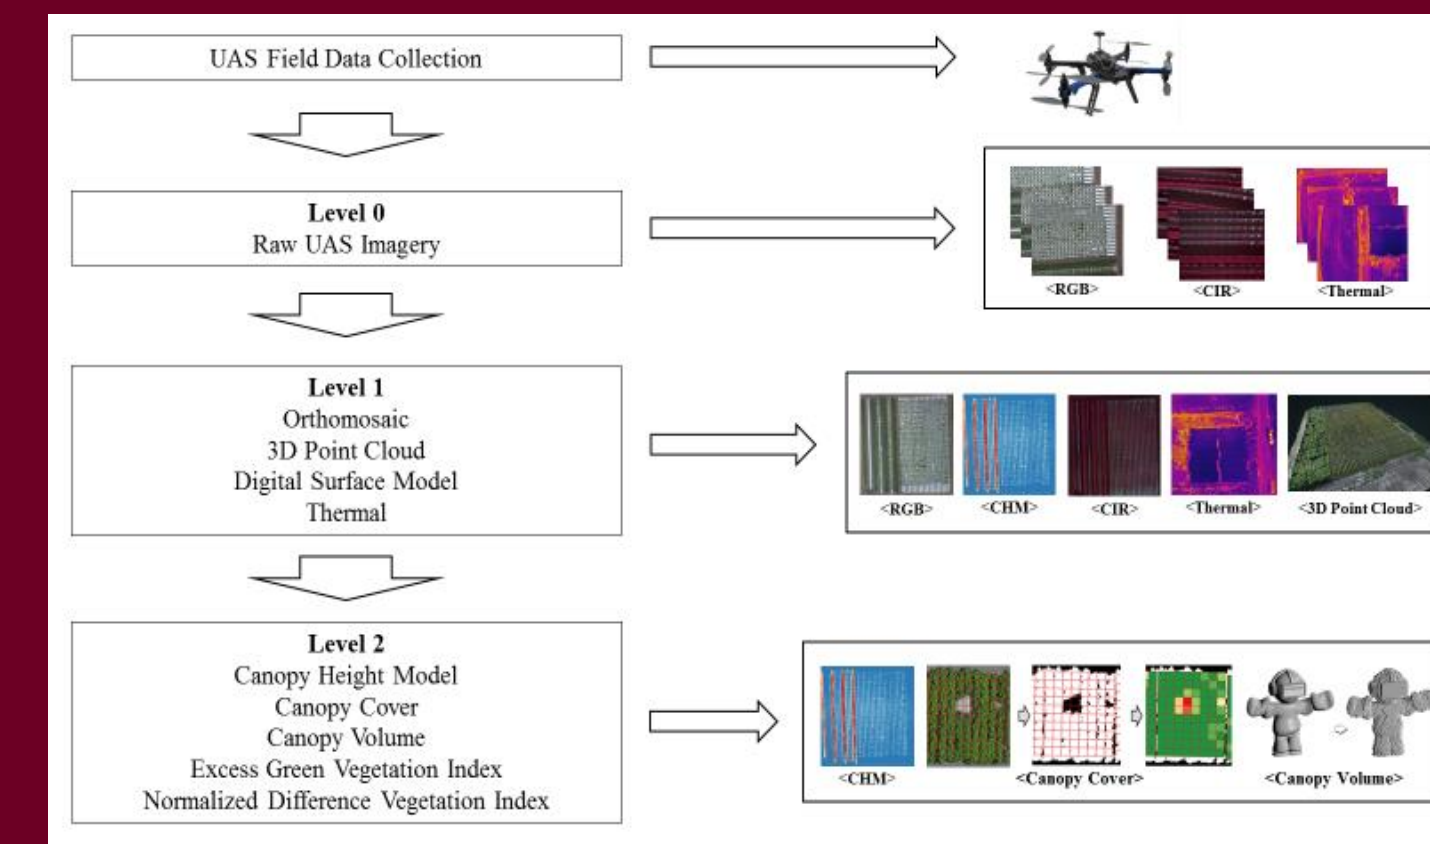 UAS Field Data Collection
Level 0
Raw UAS Imagery
<RGB>
<CIR>
<Thermal>
Level 1
Orthomosaic
3D Point Cloud
Digital Surface Model
Thermal
<RGB>
<CHM>
<CIR>
<Thermal>
<3D Point Cloud>
Level 2
Canopy Height Model
Canopy Cover
Canopy Volume
Excess Green Vegetation Index
Normalized Difference Vegetation Index
<CHM>
<Canopy Cover>
<Canopy Volume>